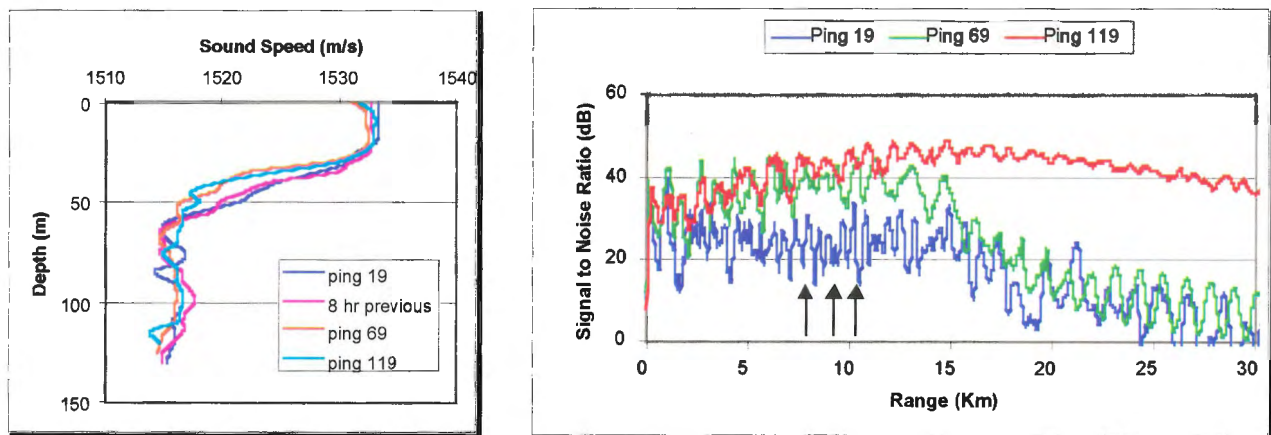 Sound Speed (m/s)
1510 1520 1530 1540
0
50
100
150
Depth (m)
ping 19
8 hr previous
ping 69
ping 119
Ping 19 Ping 69 Ping 119
60
40
20
0
Signal to Noise Ratio (dB)
0 5 10 15 20 25 30
Range (Km)